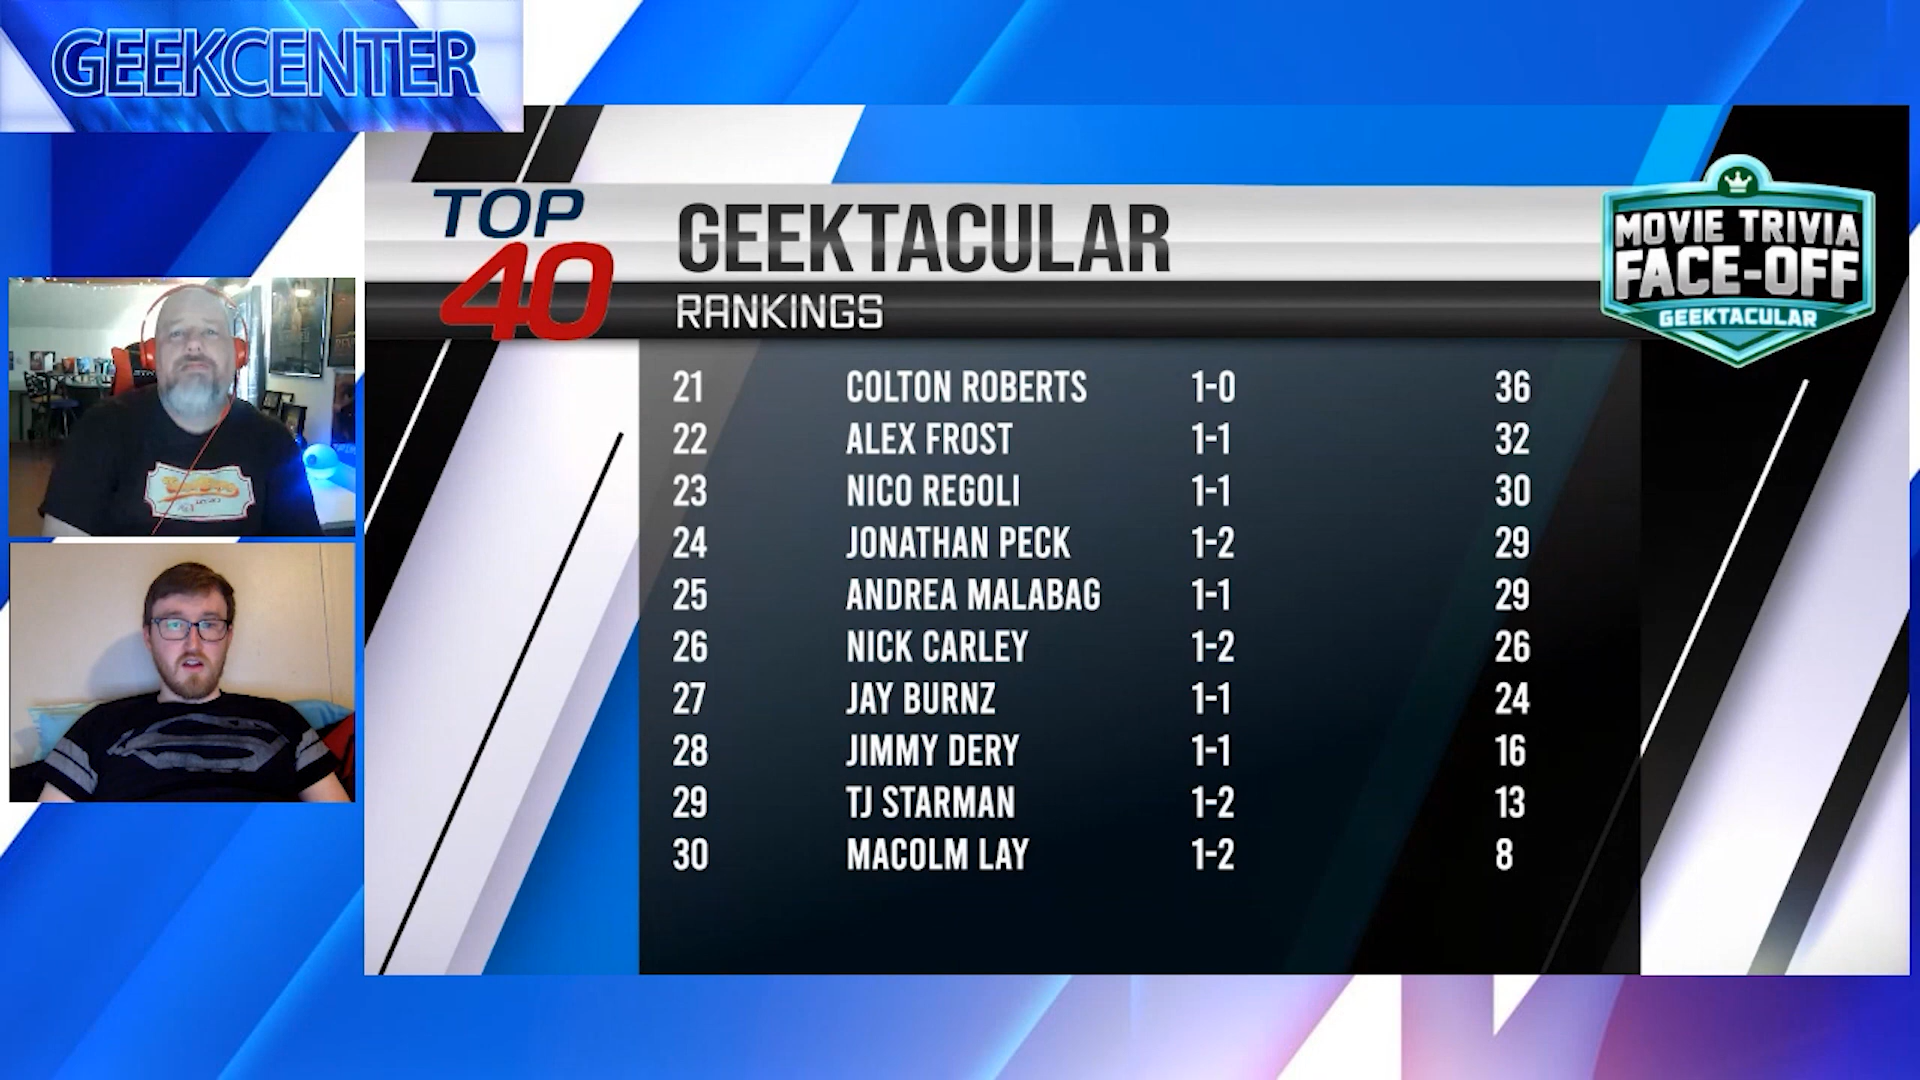 GEEKCENTER
TOP
40
GEEKTACULAR
RANKINGS
MOVIE TRIVIA
FACE-OFF
GEEKTACULAR
21 COLTON ROBERTS 1-0 36
22 ALEX FROST 1-1 32
23 NICO REGOLI 1-1 30
24 JONATHAN PECK 1-2 29
25 ANDREA MALABAG 1-1 29
26 NICK CARLEY 1-2 26
27 JAY BURNZ 1-1 24
28 JIMMY DERY 1-1 16
29 TJ STARMAN 1-2 13
30 MACOLM LAY 1-2 8